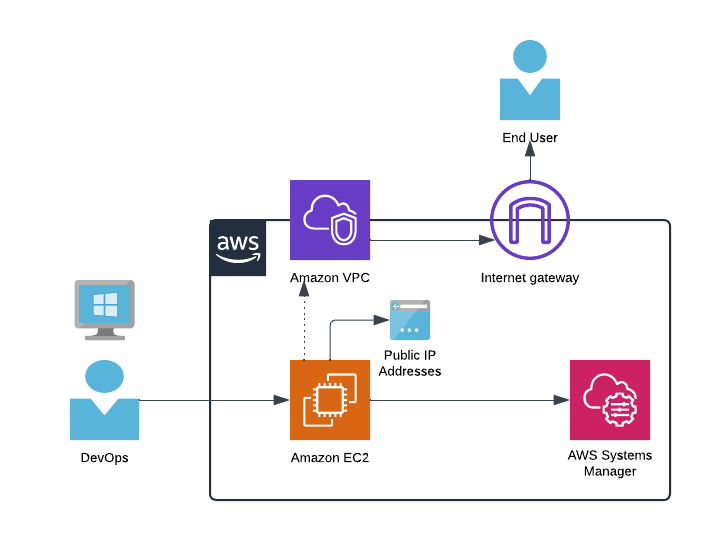 End User
aws
Amazon VPC
Internet gateway
Public IP
Addresses
DevOps
Amazon EC2
AWS Systems
Manager